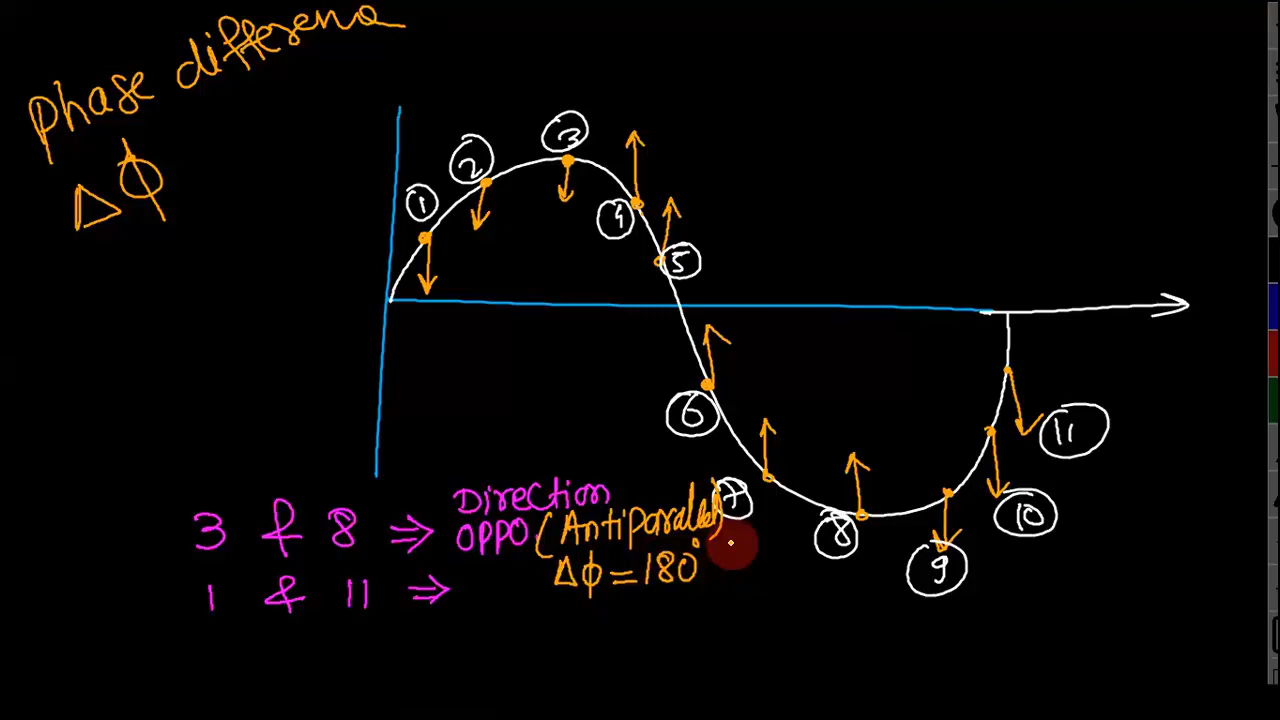 Phase difference
Δϕ
1
2
3
4
5
6
7
8
9
10
11
3 & 8 ⇒ Direction OPPO. (Antiparallel)
Δϕ = 180°
1 & 11 ⇒